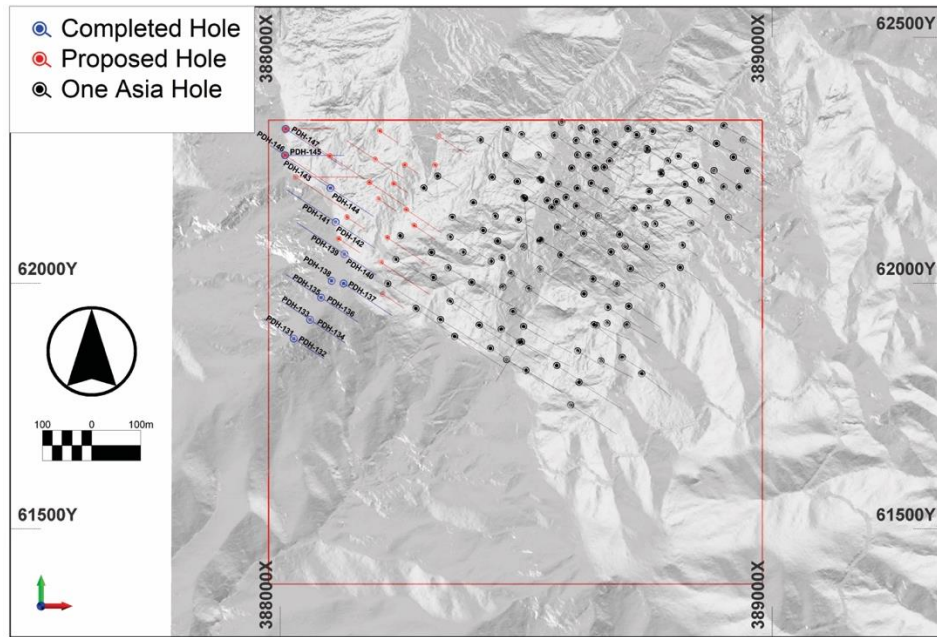 Completed Hole
Proposed Hole
One Asia Hole
388000X
389000X
62500Y
62500Y
PDH-147
PDH-146
PDH-145
PDH-143
PDH-144
PDH-141
PDH-142
PDH-139
PDH-140
62000Y
62000Y
PDH-138
PDH-137
PDH-135
PDH-136
PDH-133
PDH-134
PDH-131
PDH-132
100 0 100m
61500Y
61500Y
388000X
389000X